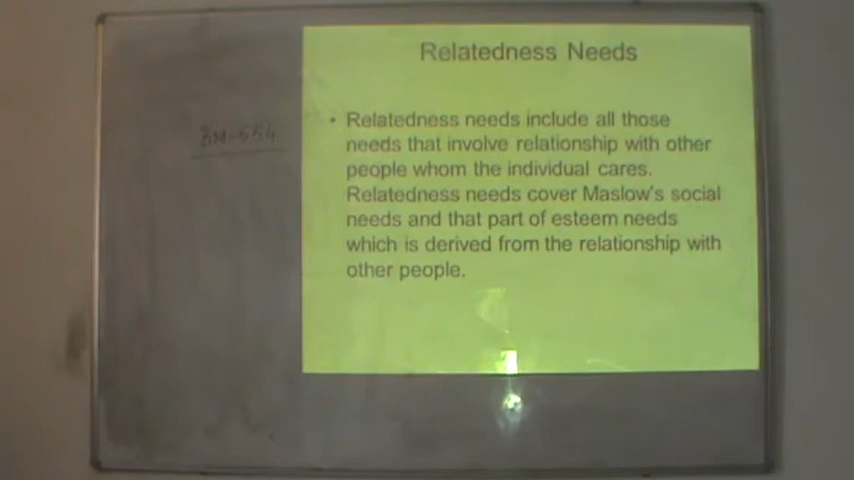 Relatedness Needs
BM-554
• Relatedness needs include all those
needs that involve relationship with other
people whom the individual cares.
Relatedness needs cover Maslow's social
needs and that part of esteem needs
which is derived from the relationship with
other people.